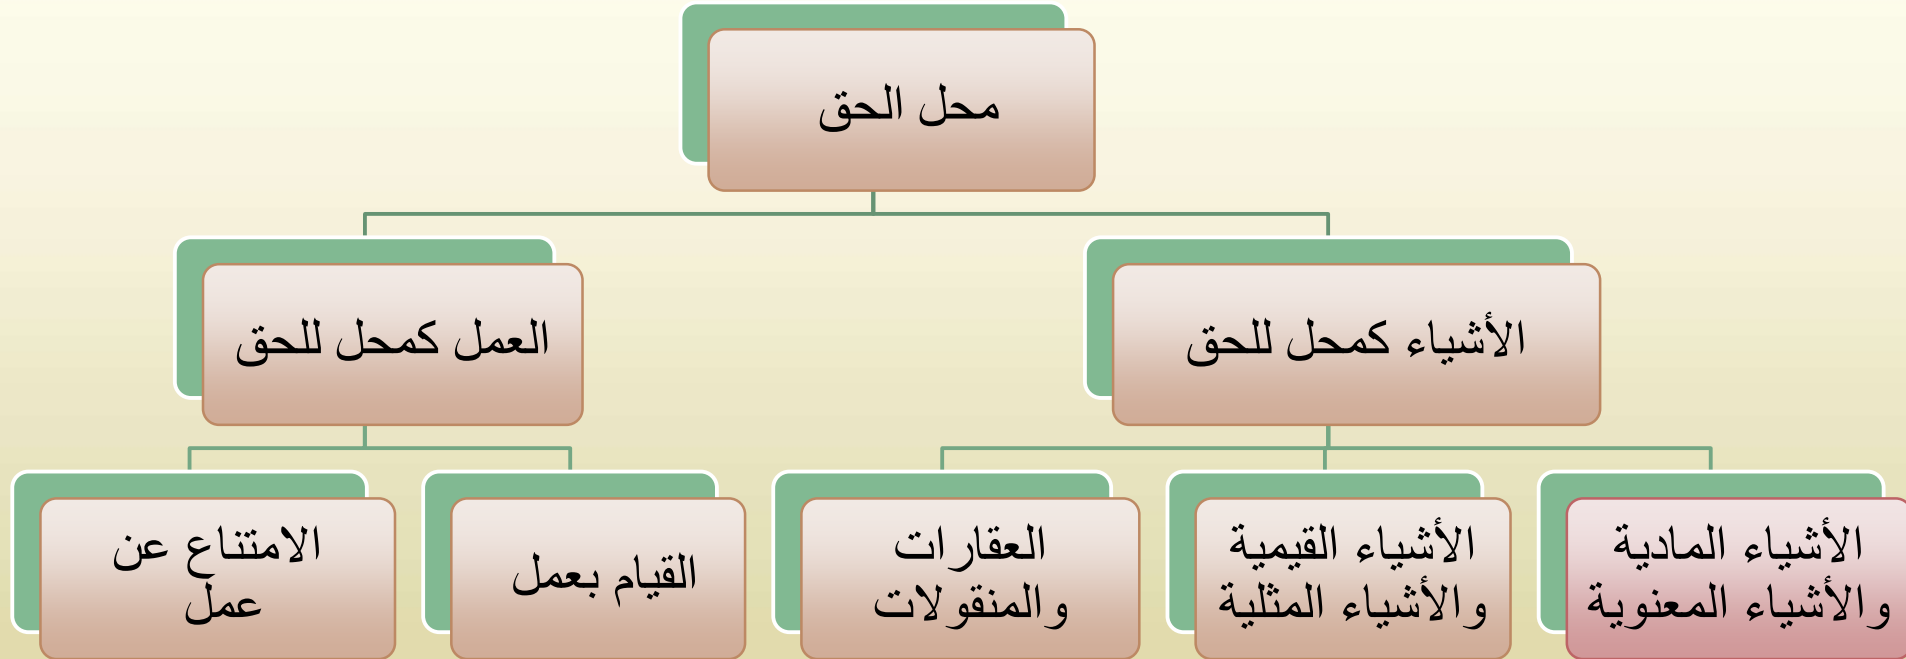 محل الحق
الأشياء كمحل للحق
العمل كمحل للحق
الأشياء المادية
والأشياء المعنوية
الأشياء القيمية
والأشياء المثلية
العقارات
والمنقولات
القيام بعمل
الامتناع عن
عمل